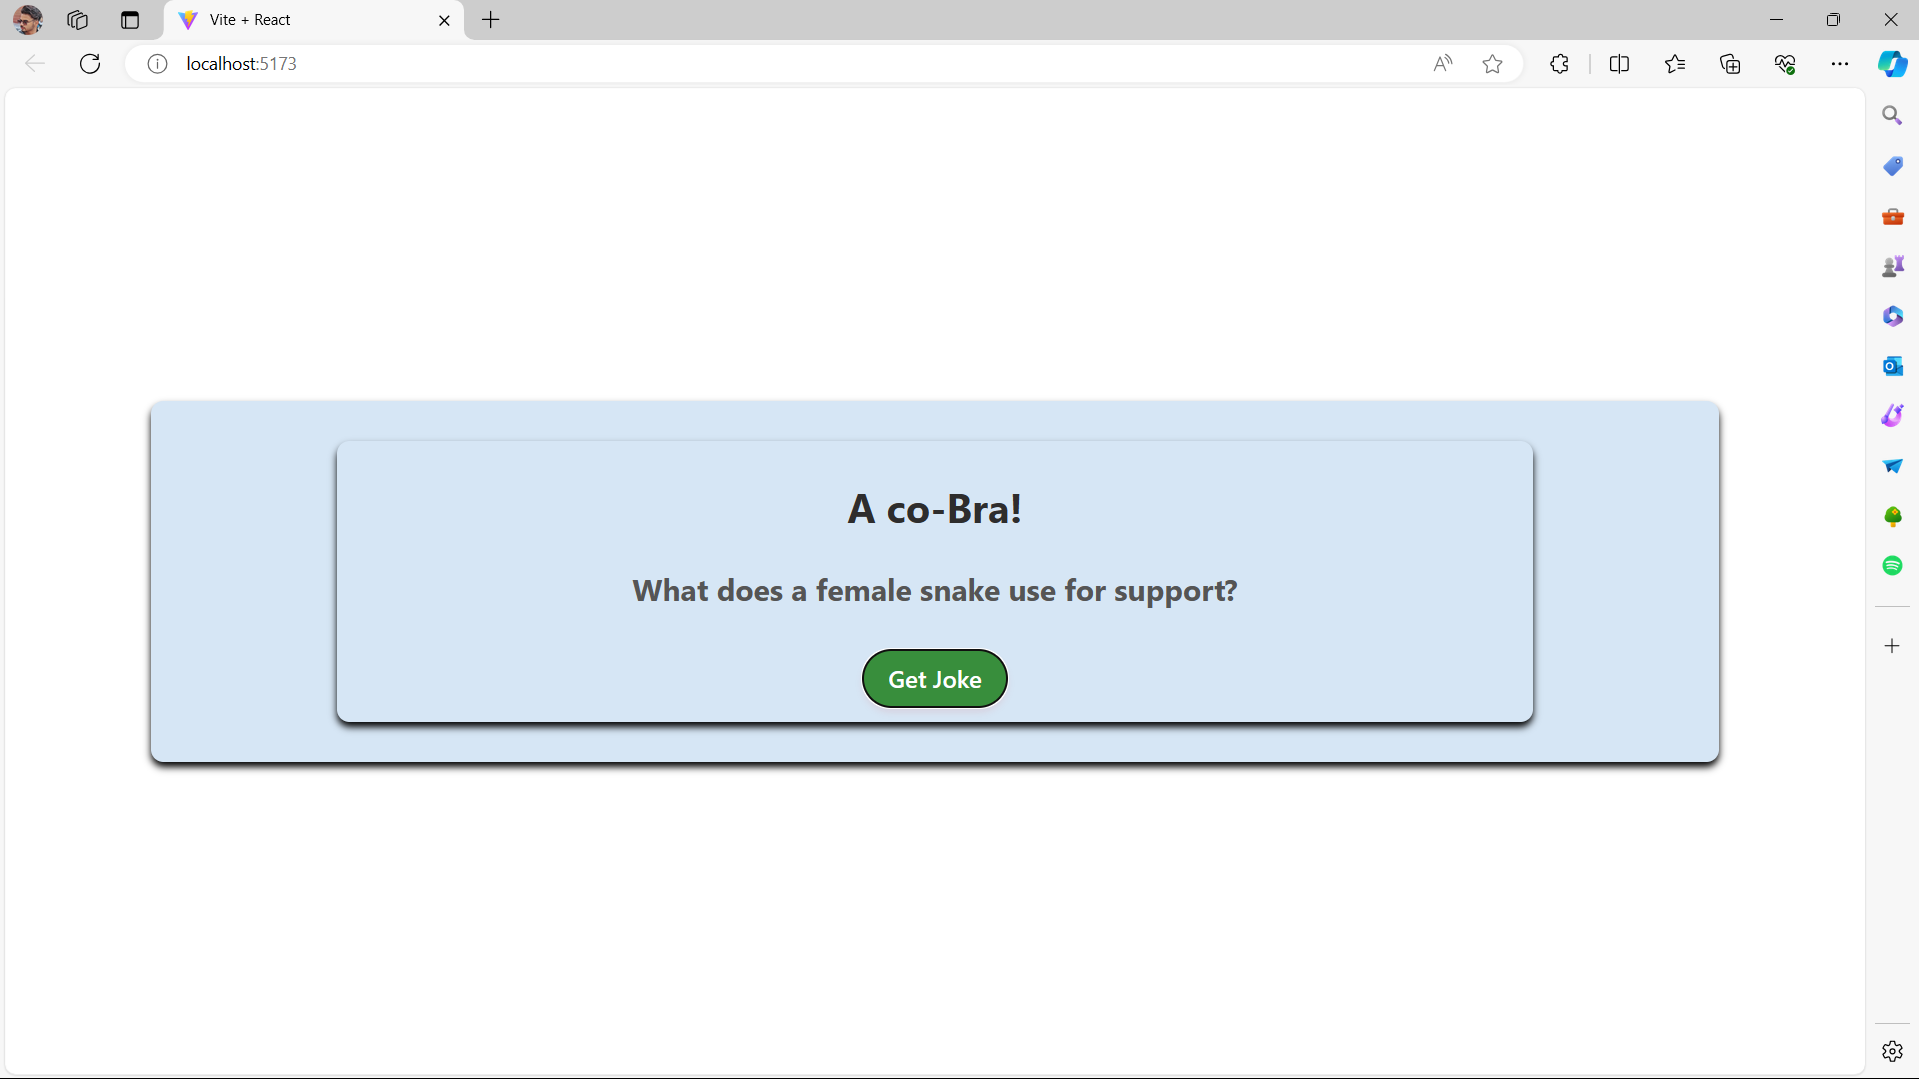 Vite + React
localhost:5173
A co-Bra!
What does a female snake use for support?
Get Joke